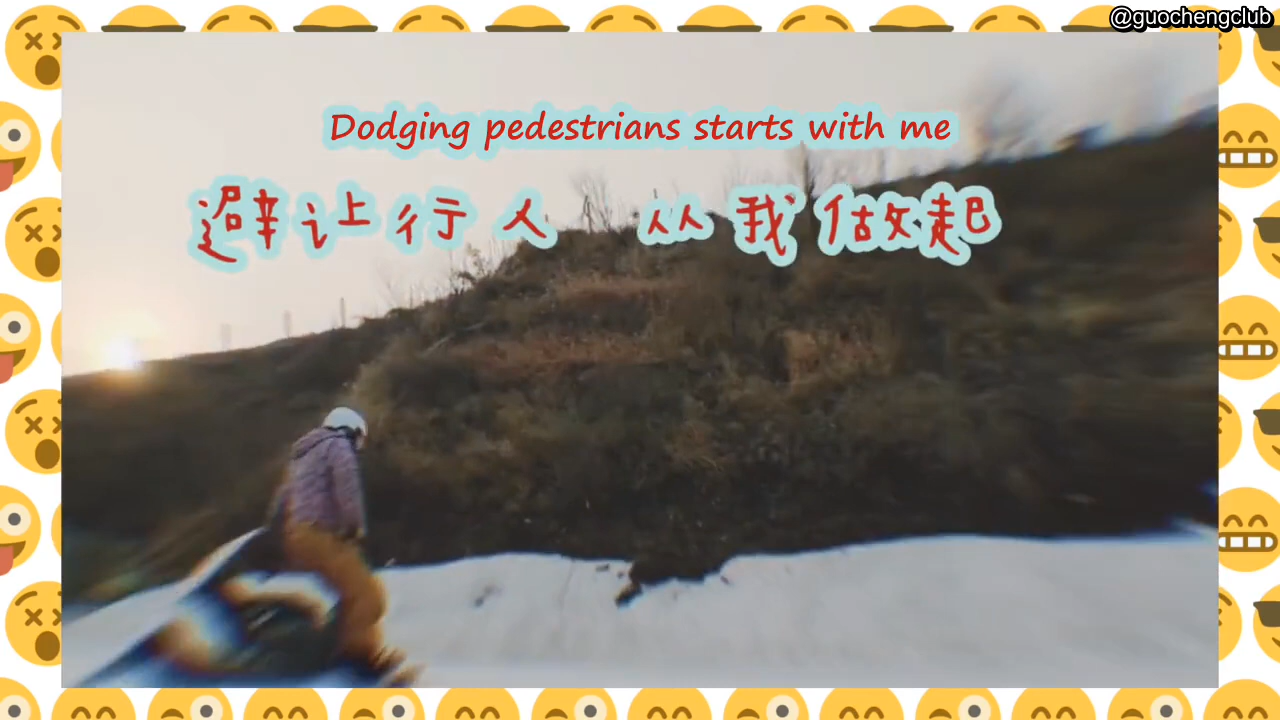 @guochengclub
Dodging pedestrians starts with me
避让行人 从我做起